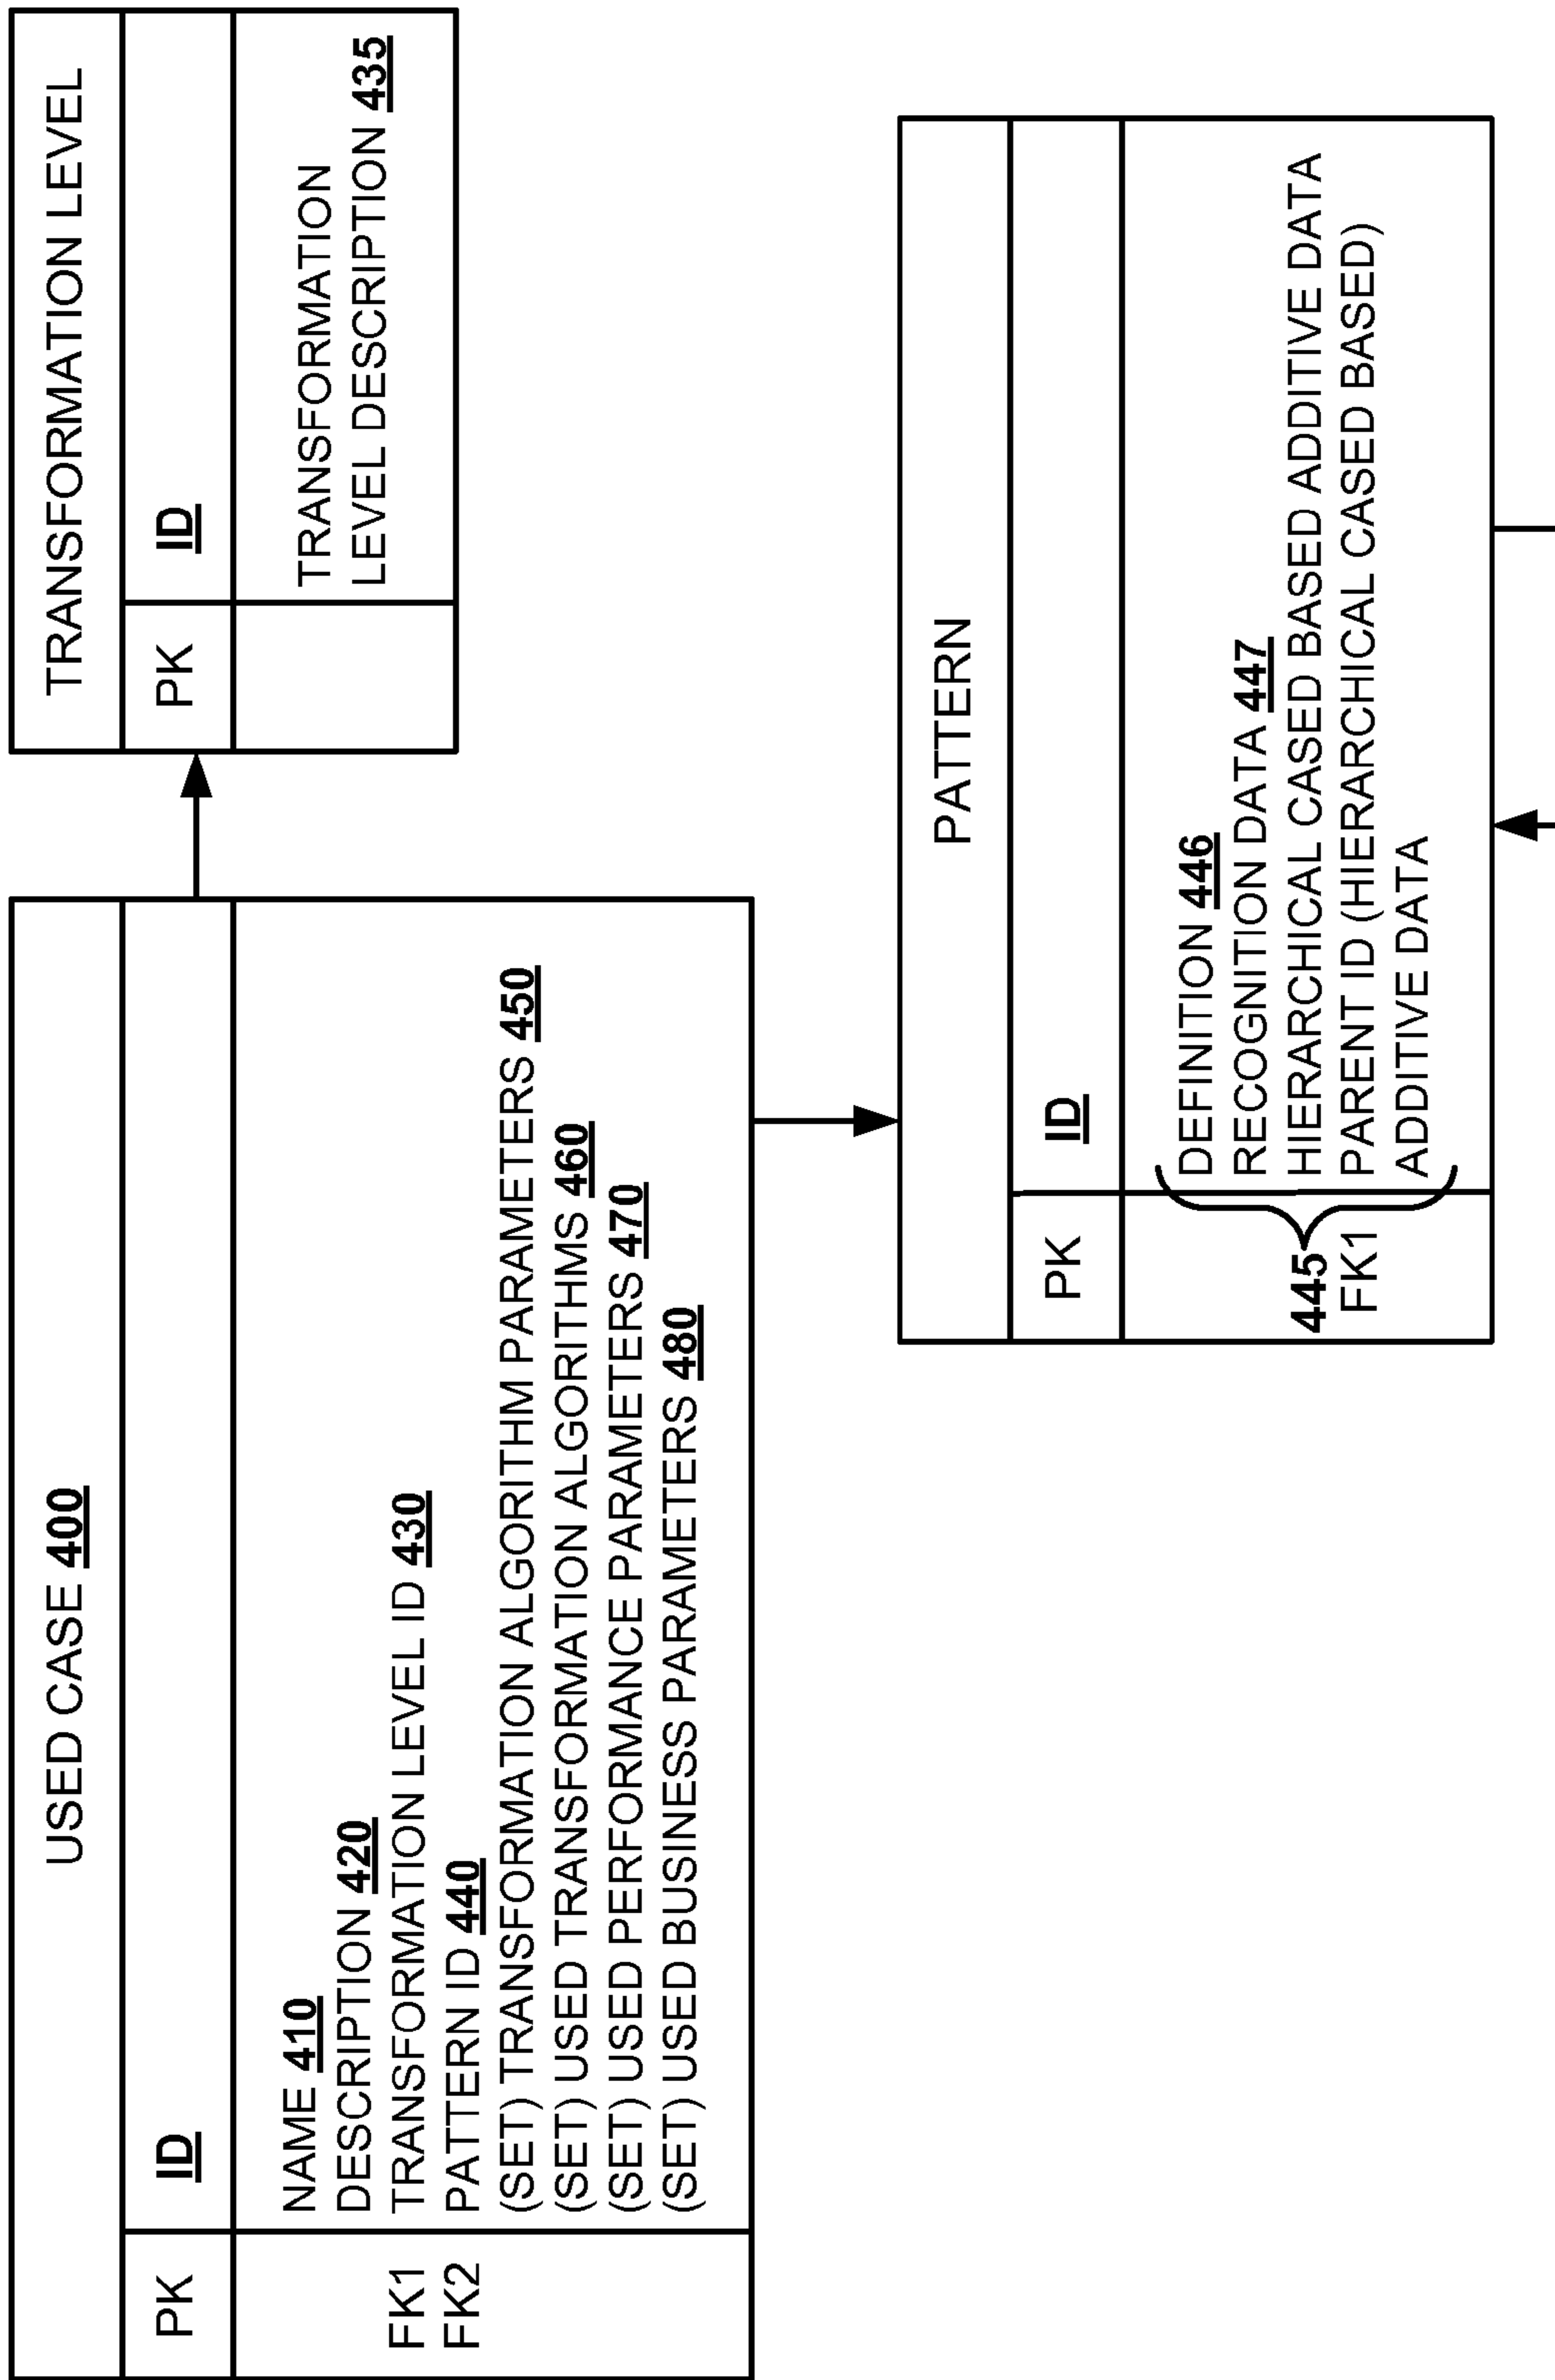 USED CASE 400
PK
ID
NAME 410
DESCRIPTION 420
FK1
TRANSFORMATION LEVEL ID 430
FK2
PATTERN ID 440
(SET) TRANSFORMATION ALGORITHM PARAMETERS 450
(SET) USED TRANSFORMATION ALGORITHMS 460
(SET) USED PERFORMANCE PARAMETERS 470
(SET) USED BUSINESS PARAMETERS 480
TRANSFORMATION LEVEL
PK
ID
TRANSFORMATION
LEVEL DESCRIPTION 435
PATTERN
PK
ID
445
DEFINITION 446
RECOGNITION DATA 447
HIERARCHICAL CASED BASED ADDITIVE DATA
FK1
PARENT ID (HIERARCHICAL CASED BASED)
ADDITIVE DATA